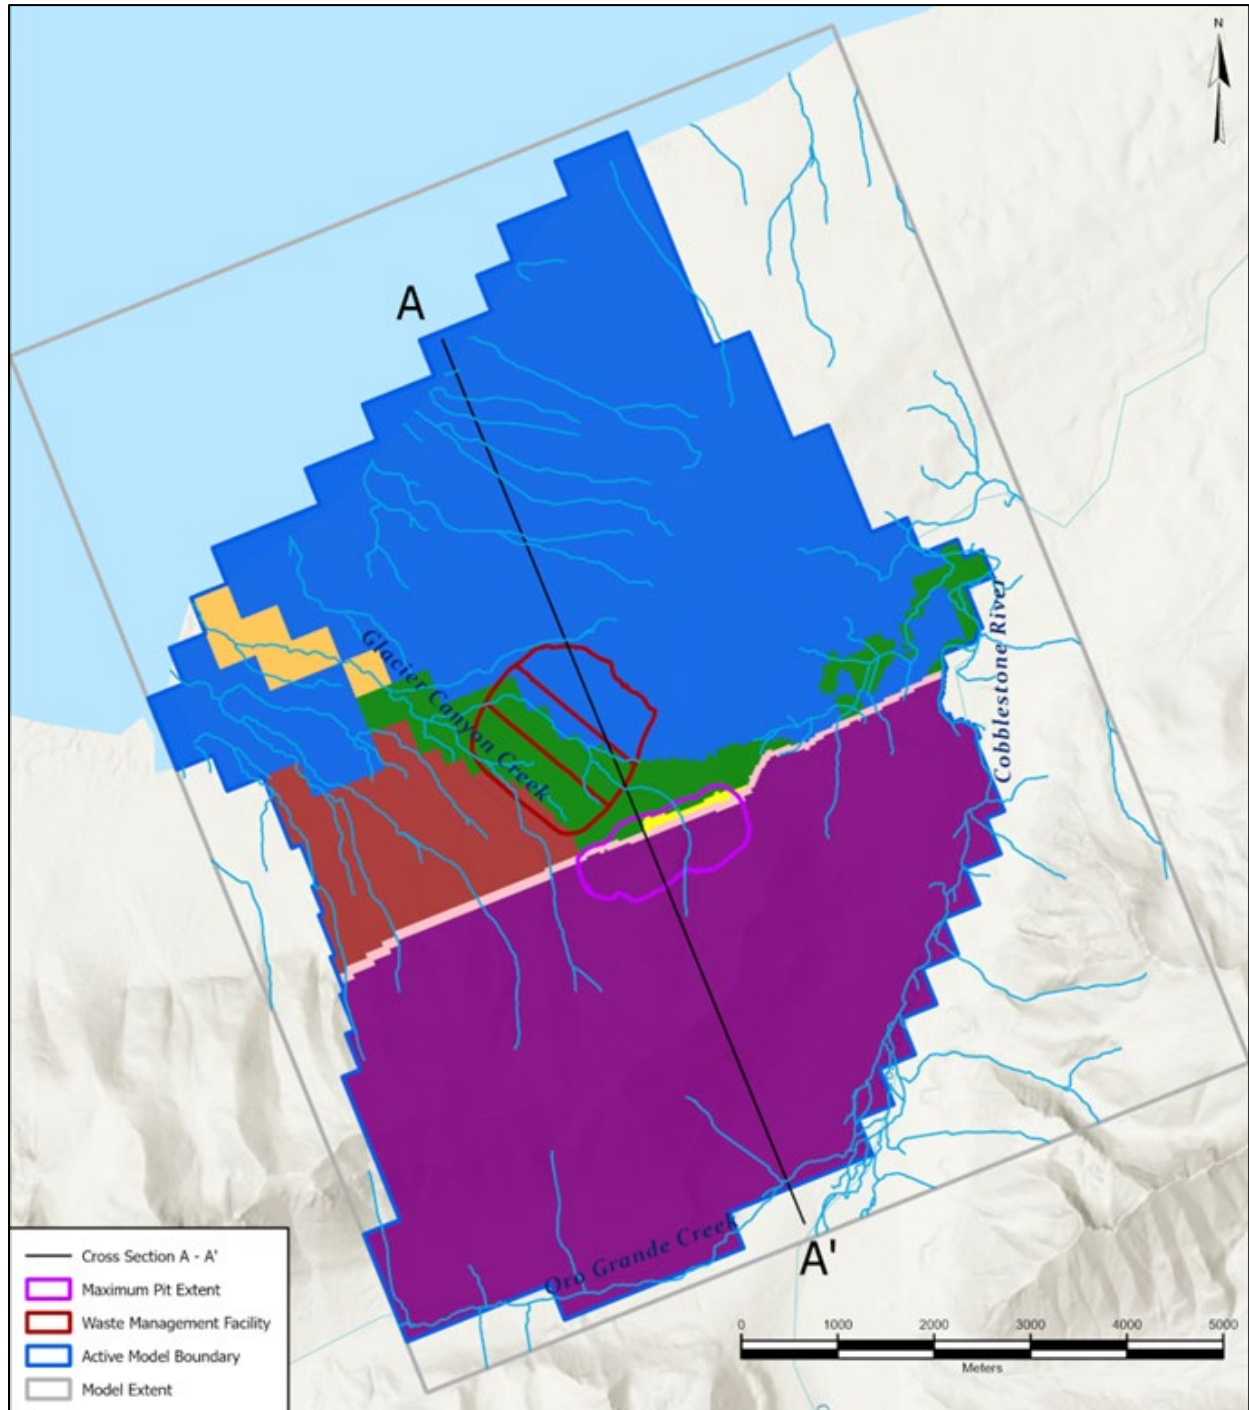 N
A
Glacier Canyon Creek
Cobblestone River
Oro Grande Creek
A'
Cross Section A - A'
Maximum Pit Extent
Waste Management Facility
Active Model Boundary
Model Extent
0 1000 2000 3000 4000 5000
Meters